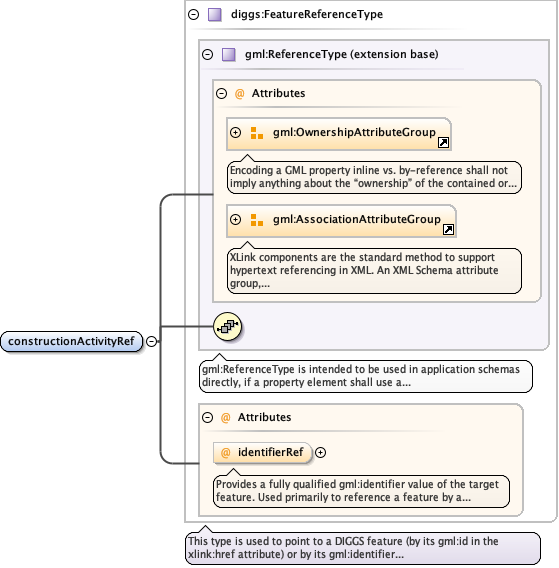 diggs:FeatureReferenceType
gml:ReferenceType (extension base)
@ Attributes
gml:OwnershipAttributeGroup
Encoding a GML property inline vs. by-reference shall not
imply anything about the “ownership” of the contained or...
gml:AssociationAttributeGroup
XLink components are the standard method to support
hypertext referencing in XML. An XML Schema attribute
group,...
constructionActivityRef
gml:ReferenceType is intended to be used in application schemas
directly, if a property element shall use a...
@ Attributes
@ identifierRef
Provides a fully qualified gml:identifier value of the target
feature. Used primarily to reference a feature by a...
This type is used to point to a DIGGS feature (by its gml:id in the
xlink:href attribute) or by its gml:identifier...